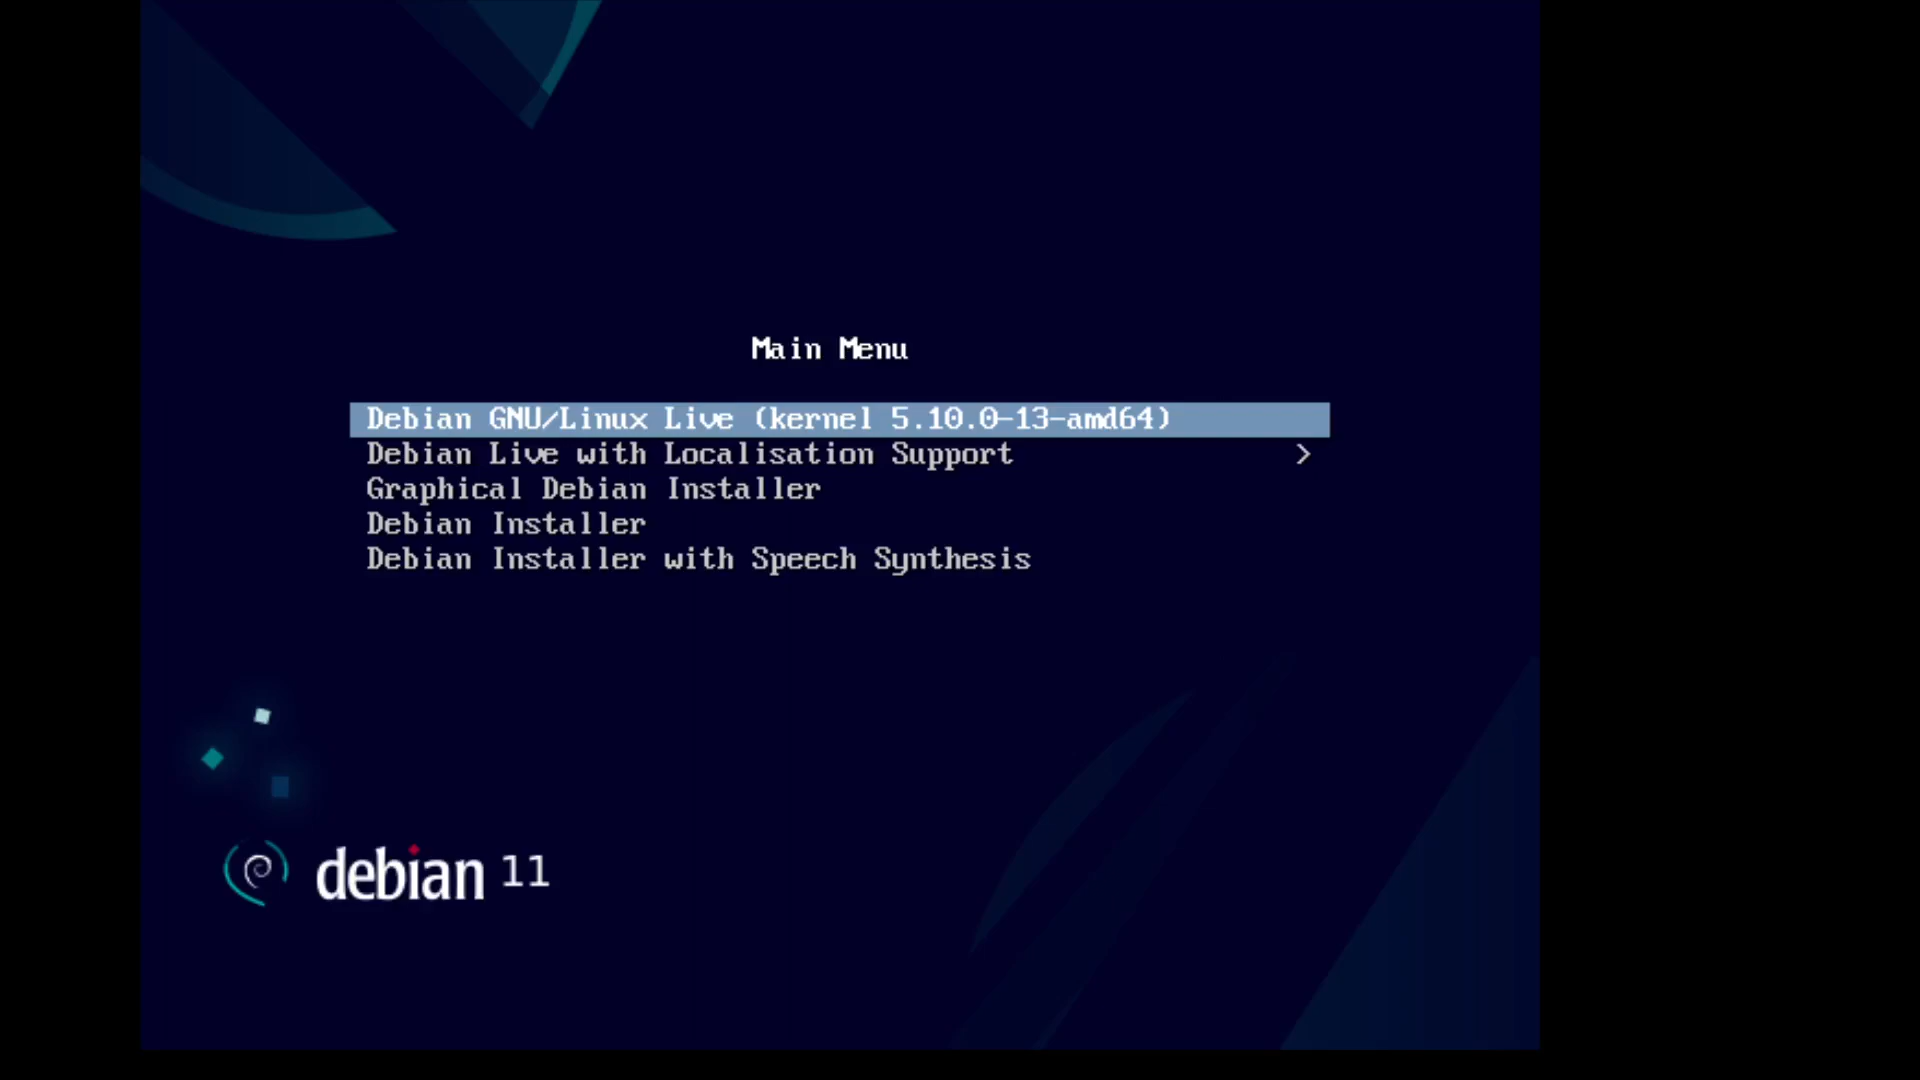 Main Menu
Debian GNU/Linux Live (kernel 5.10.0-13-amd64)
Debian Live with Localisation Support >
Graphical Debian Installer
Debian Installer
Debian Installer with Speech Synthesis
debian 11